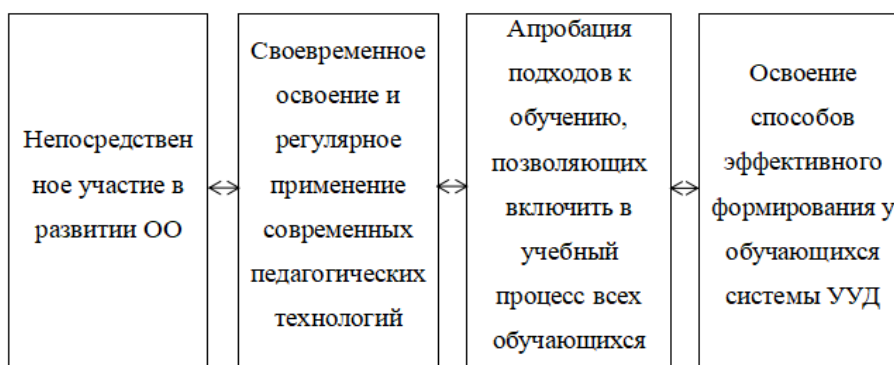 Непосредствен
ное участие в
развитии ОО
Своевременное
освоение и
регулярное
применение
современных
педагогических
технологий
Апробация
подходов к
обучению,
позволяющих
включить в
учебный
процесс всех
обучающихся
Освоение
способов
эффективного
формирования у
обучающихся
системы УУД